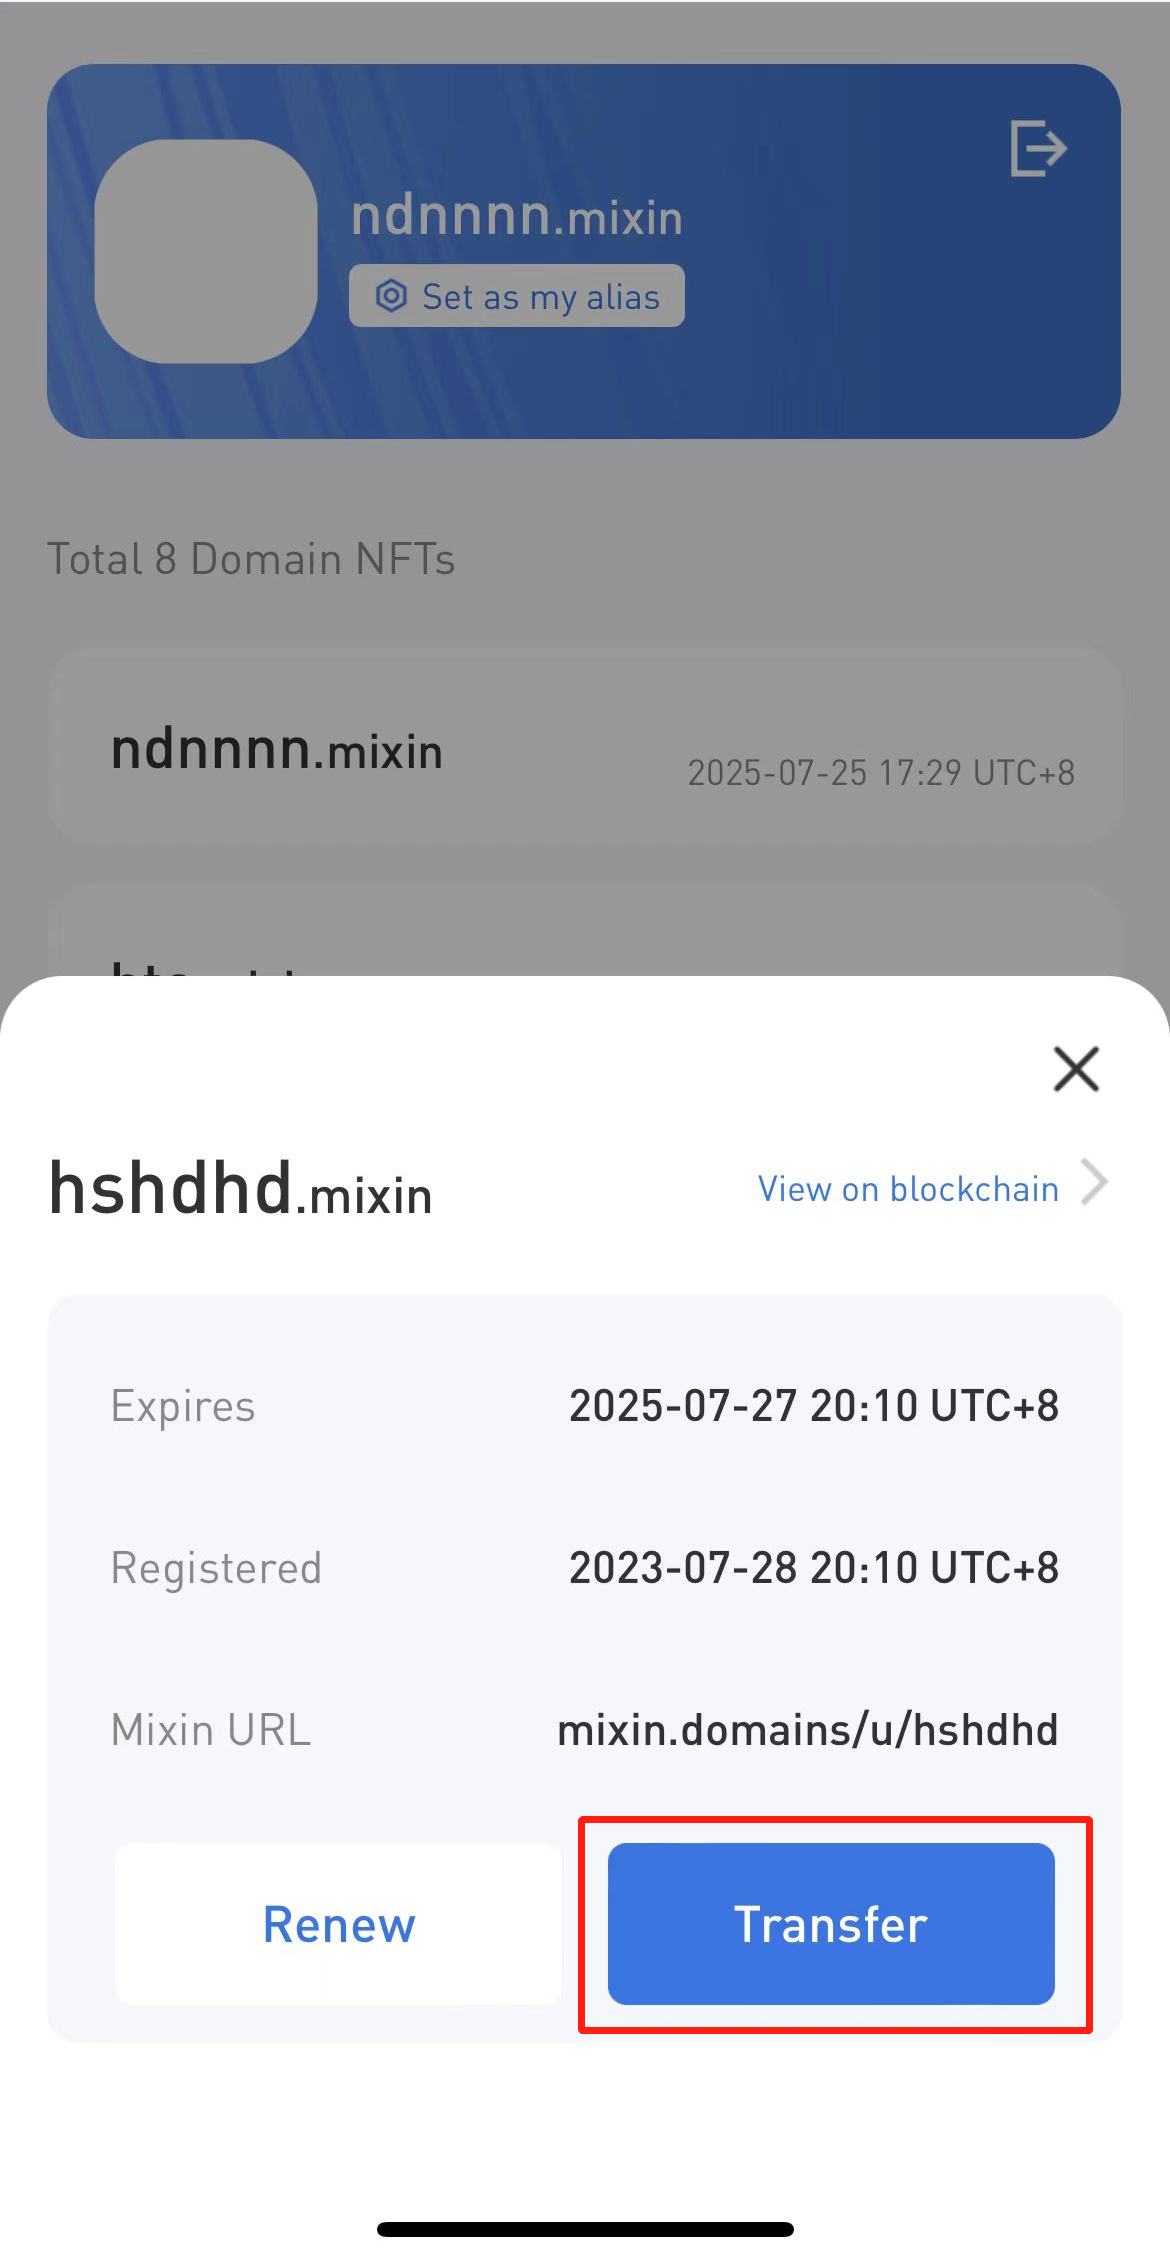 ndnnnn.mixin
Set as my alias
Total 8 Domain NFTs
ndnnnn.mixin
2025-07-25 17:29 UTC+8
hshdhd.mixin
View on blockchain
Expires 2025-07-27 20:10 UTC+8
Registered 2023-07-28 20:10 UTC+8
Mixin URL mixin.domains/u/hshdhd
Renew Transfer